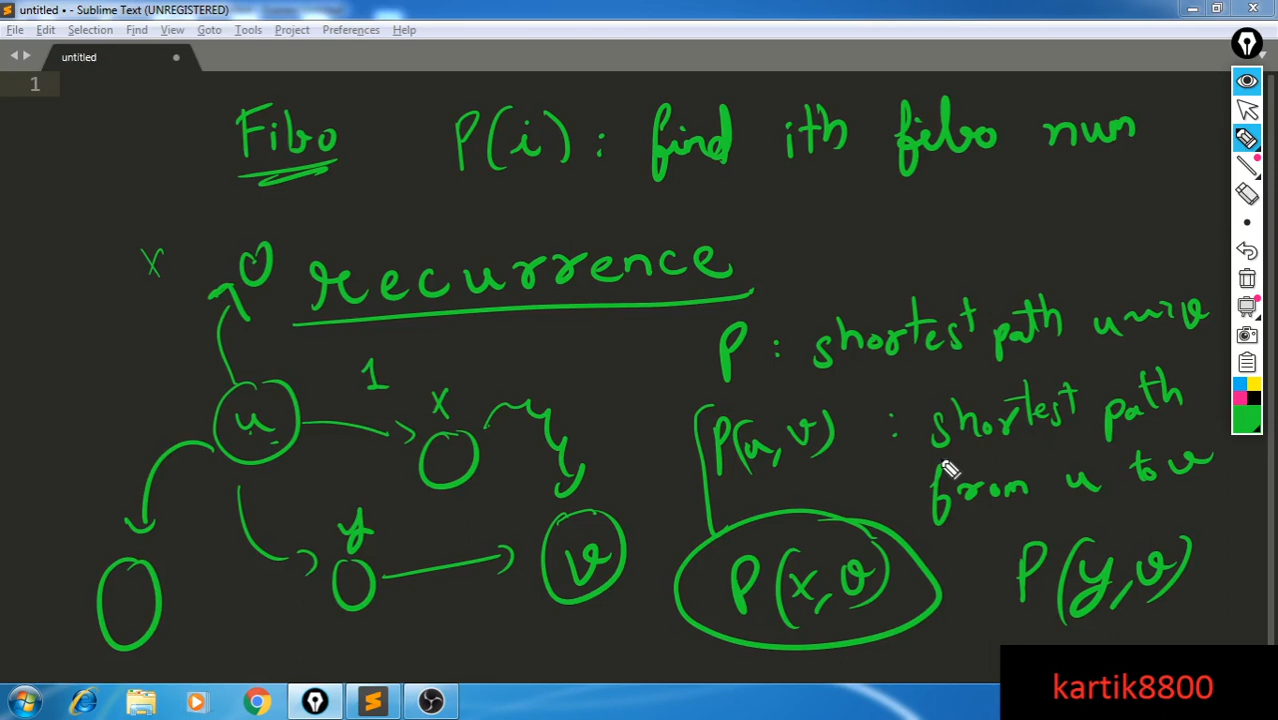 untitled • - Sublime Text (UNREGISTERED)
File Edit Selection Find View Goto Tools Project Preferences Help
untitled
1
Fibo P(i) : find ith fibo num
x
recurrence
P : shortest path
1
u
x
P(u, v) : shortest path
from u to v
y
v
P(x, v)
P(y, v)
kartik8800